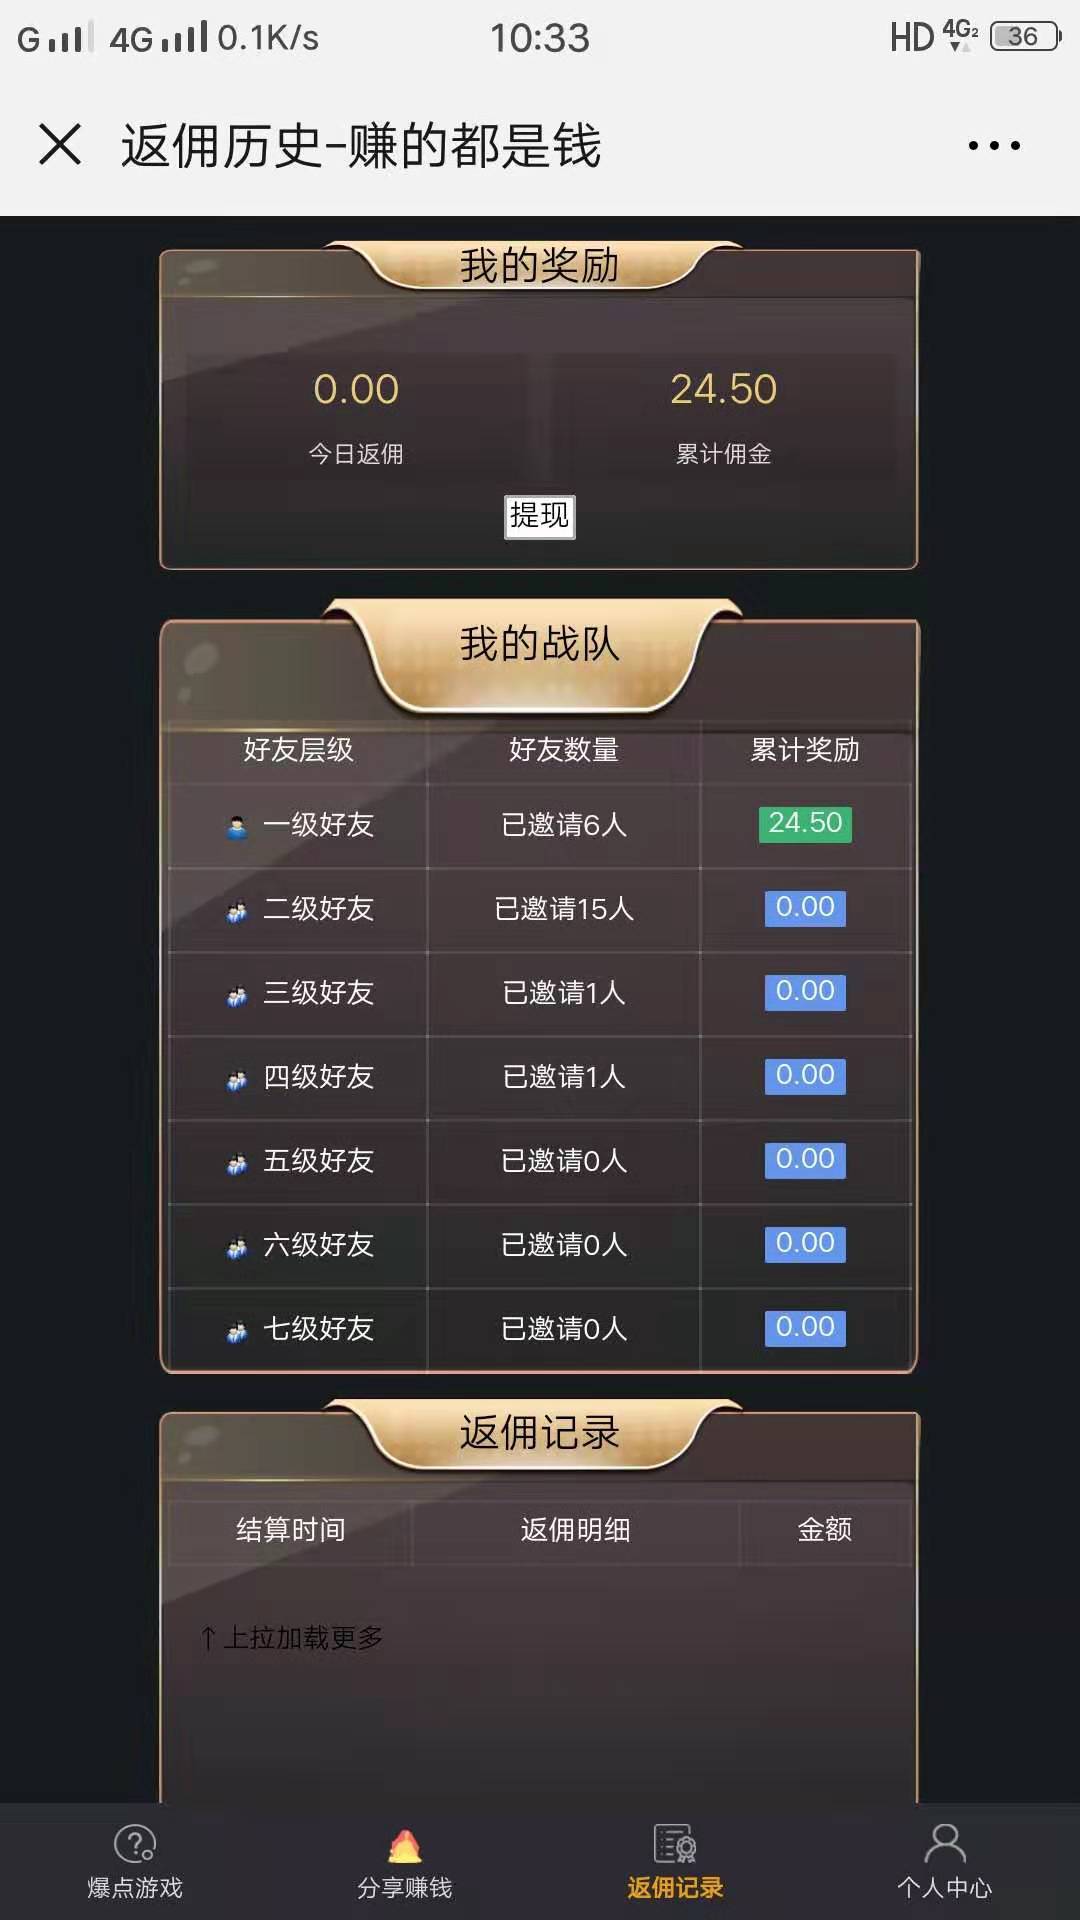 G 4G 0.1K/s 10:33 HD 4G2 36
返佣历史-赚的都是钱
我的奖励
0.00 24.50
今日返佣 累计佣金
提现
我的战队
好友层级 好友数量 累计奖励
一级好友 已邀请6人 24.50
二级好友 已邀请15人 0.00
三级好友 已邀请1人 0.00
四级好友 已邀请1人 0.00
五级好友 已邀请0人 0.00
六级好友 已邀请0人 0.00
七级好友 已邀请0人 0.00
返佣记录
结算时间 返佣明细 金额
↑上拉加载更多
爆点游戏 分享赚钱 返佣记录 个人中心